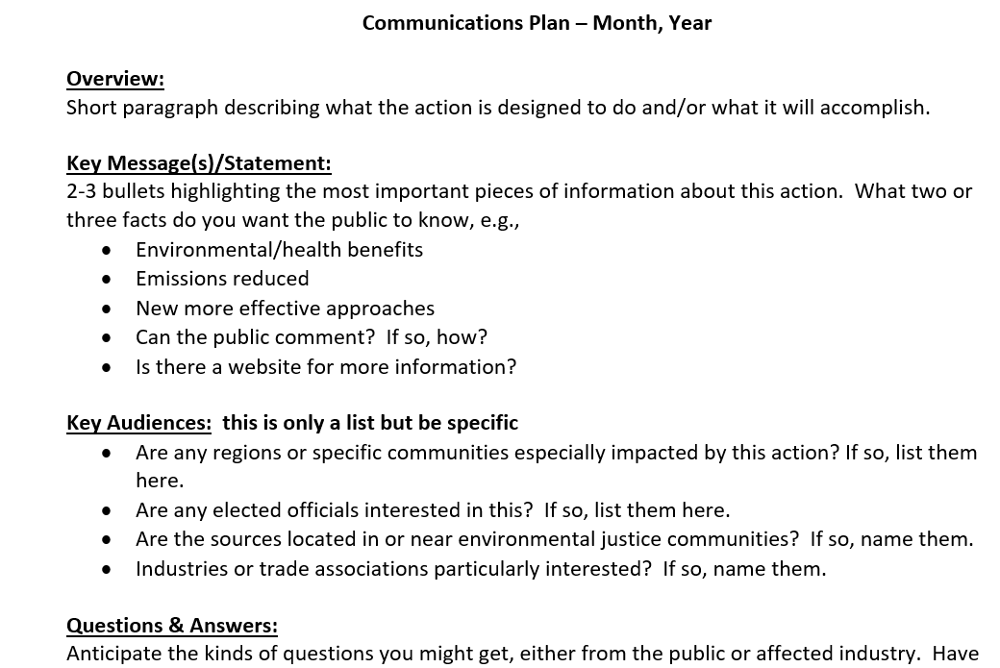 Communications Plan – Month, Year
Overview:
Short paragraph describing what the action is designed to do and/or what it will accomplish.
Key Message(s)/Statement:
2-3 bullets highlighting the most important pieces of information about this action.  What two or
three facts do you want the public to know, e.g.,
• Environmental/health benefits
• Emissions reduced
• New more effective approaches
• Can the public comment?  If so, how?
• Is there a website for more information?
Key Audiences:  this is only a list but be specific
• Are any regions or specific communities especially impacted by this action? If so, list them
here.
• Are any elected officials interested in this?  If so, list them here.
• Are the sources located in or near environmental justice communities?  If so, name them.
• Industries or trade associations particularly interested?  If so, name them.
Questions & Answers:
Anticipate the kinds of questions you might get, either from the public or affected industry.  Have